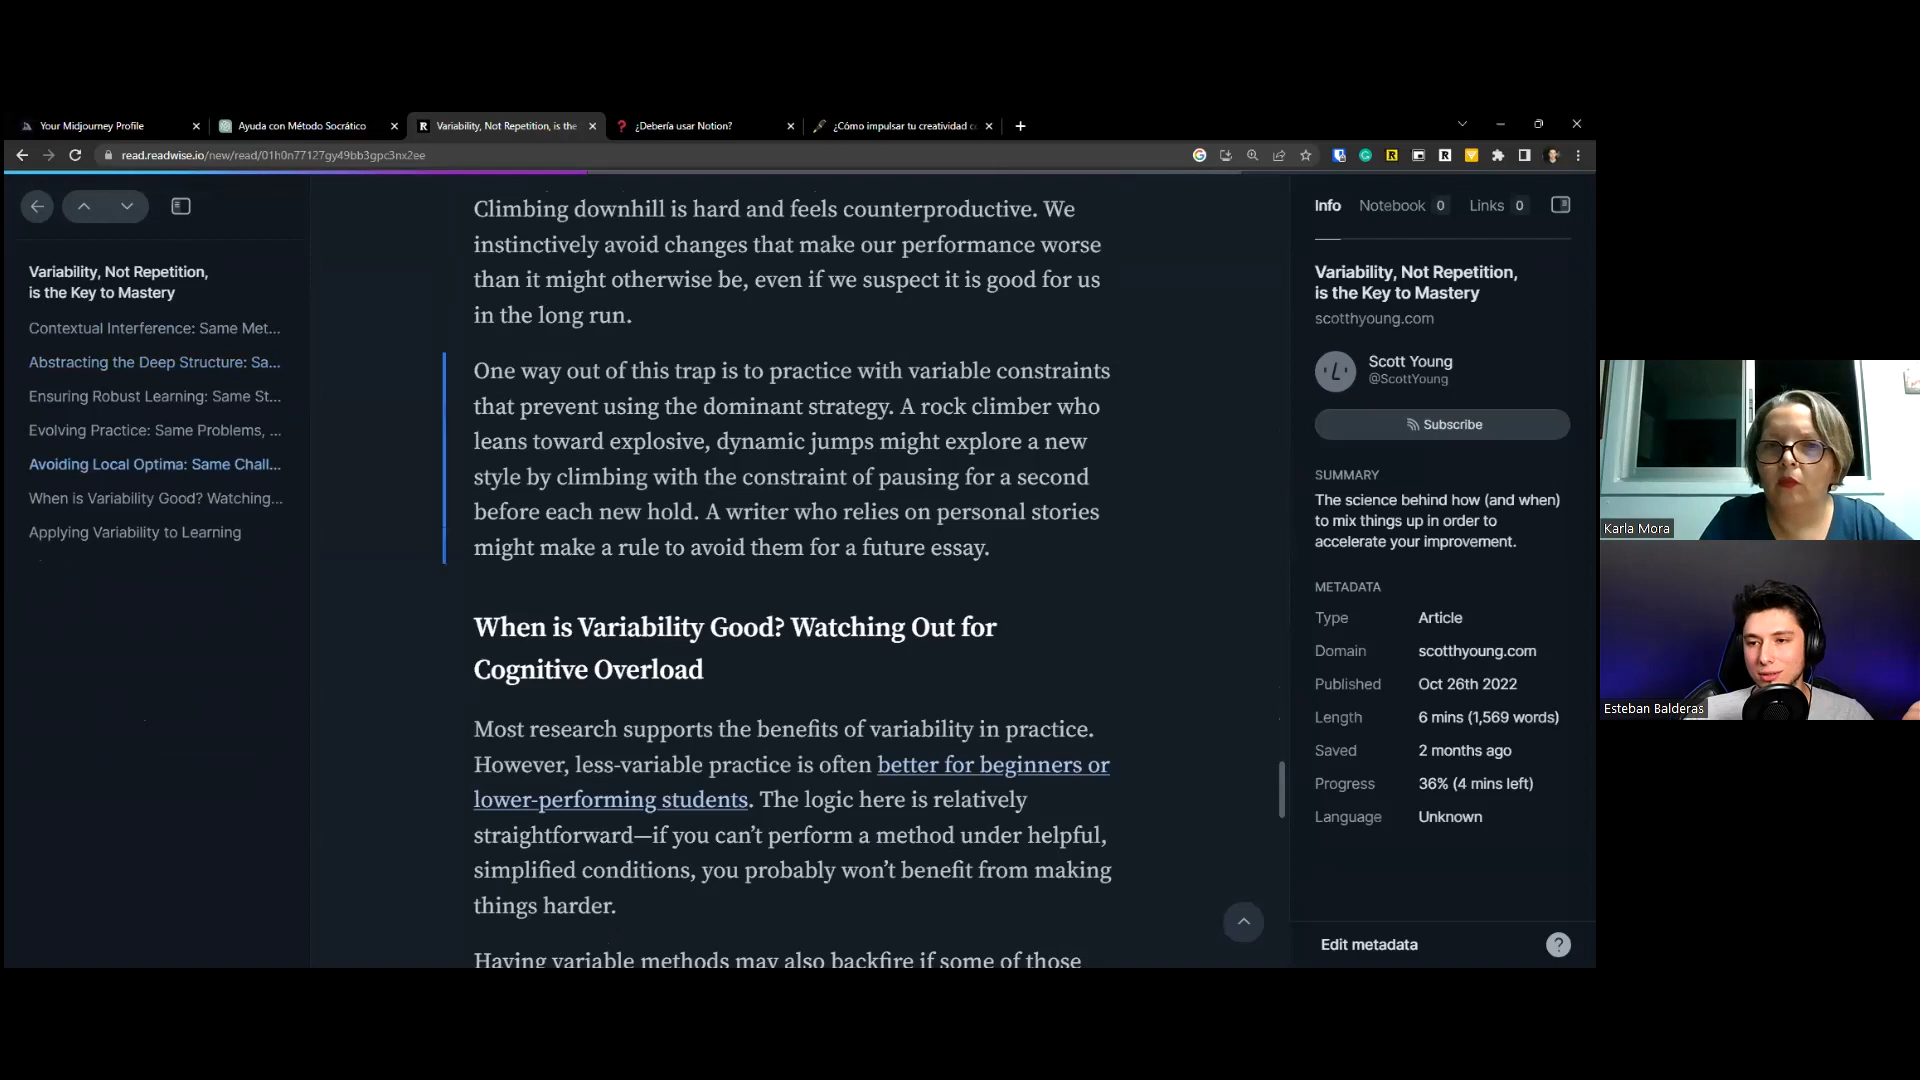 Your Midjourney Profile
Ayuda con Método Socrático
Variability, Not Repetition, is the
¿Debería usar Notion?
¿Cómo impulsar tu creatividad c
read.readwise.io/new/read/01h0n77127gy49bb3gpc3nx2ee
Variability, Not Repetition,
is the Key to Mastery
Contextual Interference: Same Met...
Abstracting the Deep Structure: Sa...
Ensuring Robust Learning: Same St...
Evolving Practice: Same Problems, ...
Avoiding Local Optima: Same Chall...
When is Variability Good? Watching...
Applying Variability to Learning
Climbing downhill is hard and feels counterproductive. We
instinctively avoid changes that make our performance worse
than it might otherwise be, even if we suspect it is good for us
in the long run.
One way out of this trap is to practice with variable constraints
that prevent using the dominant strategy. A rock climber who
leans toward explosive, dynamic jumps might explore a new
style by climbing with the constraint of pausing for a second
before each new hold. A writer who relies on personal stories
might make a rule to avoid them for a future essay.
When is Variability Good? Watching Out for
Cognitive Overload
Most research supports the benefits of variability in practice.
However, less-variable practice is often better for beginners or
lower-performing students. The logic here is relatively
straightforward—if you can’t perform a method under helpful,
simplified conditions, you probably won’t benefit from making
things harder.
Having variable methods may also backfire if some of those
Info Notebook 0 Links 0
Variability, Not Repetition,
is the Key to Mastery
scotthyoung.com
Scott Young
@ScottYoung
Subscribe
SUMMARY
The science behind how (and when)
to mix things up in order to
accelerate your improvement.
METADATA
Type Article
Domain scotthyoung.com
Published Oct 26th 2022
Length 6 mins (1,569 words)
Saved 2 months ago
Progress 36% (4 mins left)
Language Unknown
Edit metadata ?
Karla Mora
Esteban Balderas